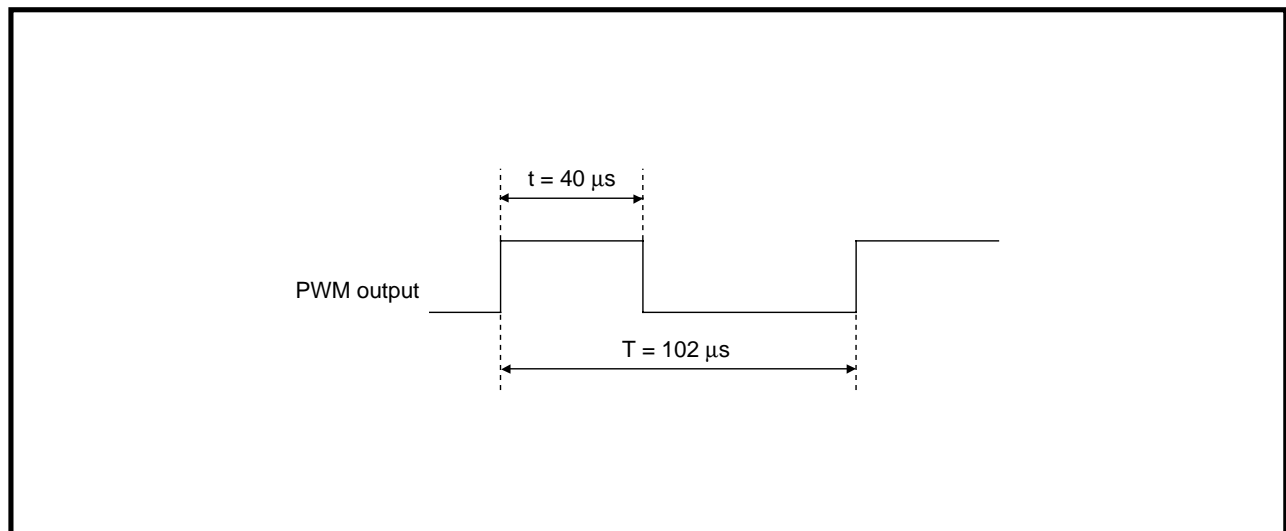 t = 40 μs
PWM output
T = 102 μs